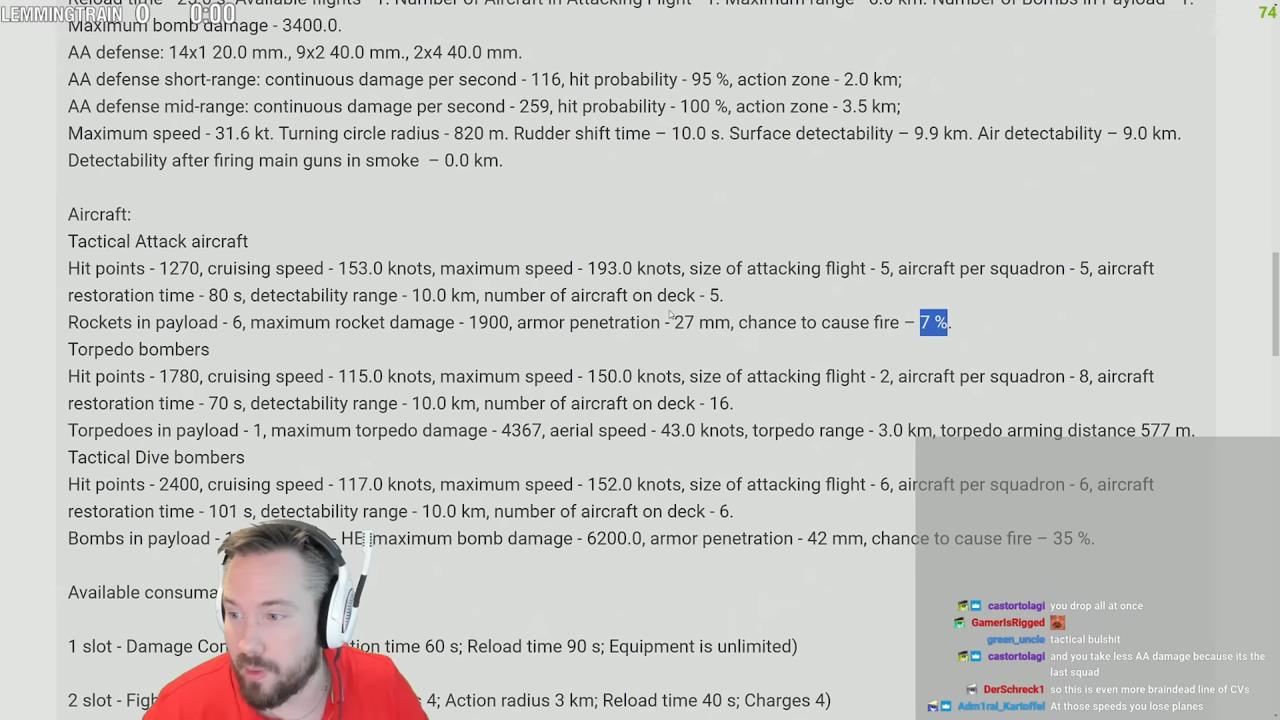 LEMMINGTRAIN 0 0:00
74
Maximum bomb damage - 3400.0.
AA defense: 14x1 20.0 mm., 9x2 40.0 mm., 2x4 40.0 mm.
AA defense short-range: continuous damage per second - 116, hit probability - 95 %, action zone - 2.0 km;
AA defense mid-range: continuous damage per second - 259, hit probability - 100 %, action zone - 3.5 km;
Maximum speed - 31.6 kt. Turning circle radius - 820 m. Rudder shift time – 10.0 s. Surface detectability – 9.9 km. Air detectability – 9.0 km.
Detectability after firing main guns in smoke – 0.0 km.
Aircraft:
Tactical Attack aircraft
Hit points - 1270, cruising speed - 153.0 knots, maximum speed - 193.0 knots, size of attacking flight - 5, aircraft per squadron - 5, aircraft
restoration time - 80 s, detectability range - 10.0 km, number of aircraft on deck - 5.
Rockets in payload - 6, maximum rocket damage - 1900, armor penetration - 27 mm, chance to cause fire – 7 %.
Torpedo bombers
Hit points - 1780, cruising speed - 115.0 knots, maximum speed - 150.0 knots, size of attacking flight - 2, aircraft per squadron - 8, aircraft
restoration time - 70 s, detectability range - 10.0 km, number of aircraft on deck - 16.
Torpedoes in payload - 1, maximum torpedo damage - 4367, aerial speed - 43.0 knots, torpedo range - 3.0 km, torpedo arming distance 577 m.
Tactical Dive bombers
Hit points - 2400, cruising speed - 117.0 knots, maximum speed - 152.0 knots, size of attacking flight - 6, aircraft per squadron - 6, aircraft
restoration time - 101 s, detectability range - 10.0 km, number of aircraft on deck - 6.
Bombs in payload - HE, maximum bomb damage - 6200.0, armor penetration - 42 mm, chance to cause fire – 35 %.
Available
1 slot - Damage time 60 s; Reload time 90 s; Equipment is unlimited)
2 slot - 4; Action radius 3 km; Reload time 40 s; Charges 4)
castortolagi you drop all at once
GamerIsRigged
green_uncle tactical bulshit
castortolagi and you take less AA damage because its the
last squad
DerSchreck1 so this is even more braindead line of CVs
Adm1ral_Kartoffel At those speeds you lose planes